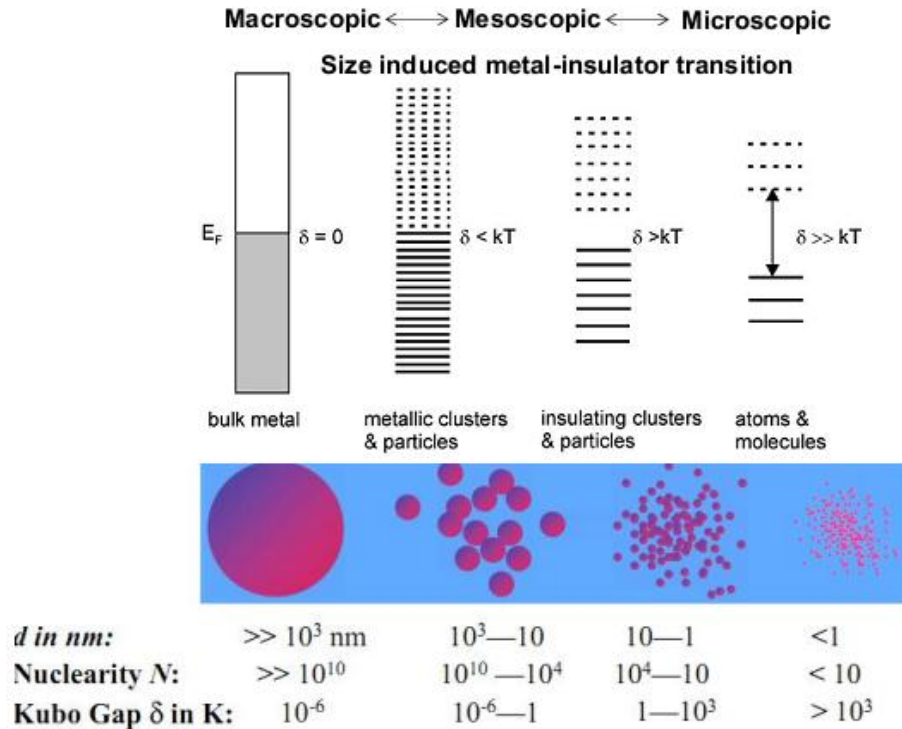 Macroscopic ⟷ Mesoscopic ⟷ Microscopic
Size induced metal-insulator transition
E_F δ = 0 δ < kT δ >kT δ >> kT
bulk metal metallic clusters & particles insulating clusters & particles atoms & molecules
d in nm: >> 10³ nm 10³—10 10—1 <1
Nuclearity N: >> 10¹⁰ 10¹⁰—10⁴ 10⁴—10 < 10
Kubo Gap δ in K: 10⁻⁶ 10⁻⁶—1 1—10³ > 10³